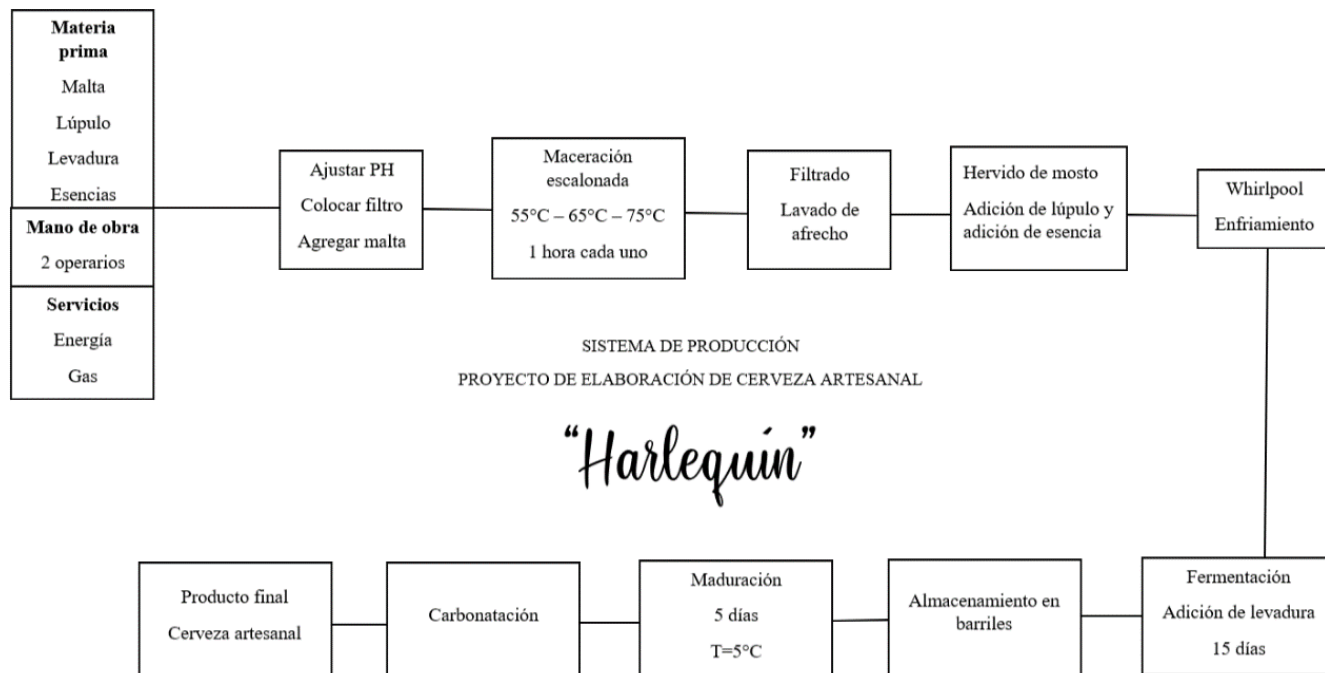 Materia
prima
Malta
Lúpulo
Levadura
Esencias
Mano de obra
2 operarios
Servicios
Energía
Gas
Ajustar PH
Colocar filtro
Agregar malta
Maceración
escalonada
55°C – 65°C – 75°C
1 hora cada uno
Filtrado
Lavado de
afrecho
Hervido de mosto
Adición de lúpulo y
adición de esencia
Whirlpool
Enfriamiento
SISTEMA DE PRODUCCIÓN
PROYECTO DE ELABORACIÓN DE CERVEZA ARTESANAL
“Harlequín”
Fermentación
Adición de levadura
15 días
Almacenamiento en
barriles
Maduración
5 días
T=5°C
Carbonatación
Producto final
Cerveza artesanal